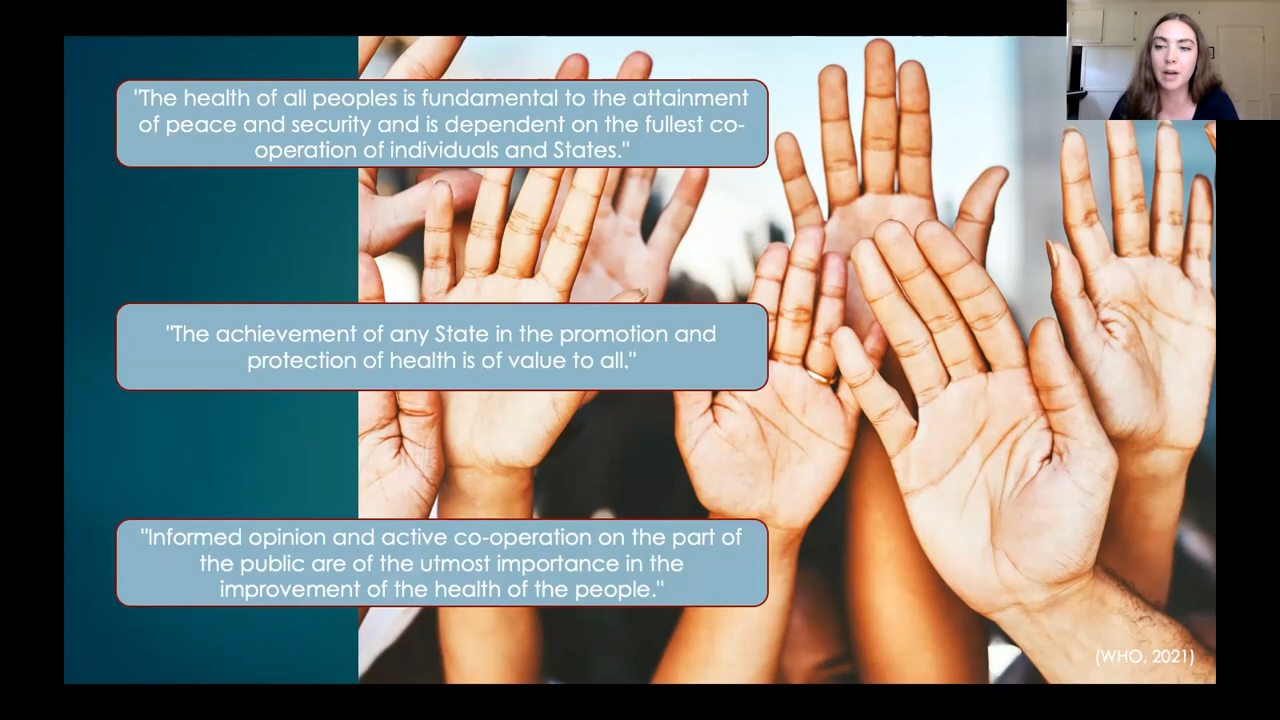 "The health of all peoples is fundamental to the attainment
of peace and security and is dependent on the fullest co-
operation of individuals and States."
"The achievement of any State in the promotion and
protection of health is of value to all."
"Informed opinion and active co-operation on the part of
the public are of the utmost importance in the
improvement of the health of the people."
(WHO, 2021)